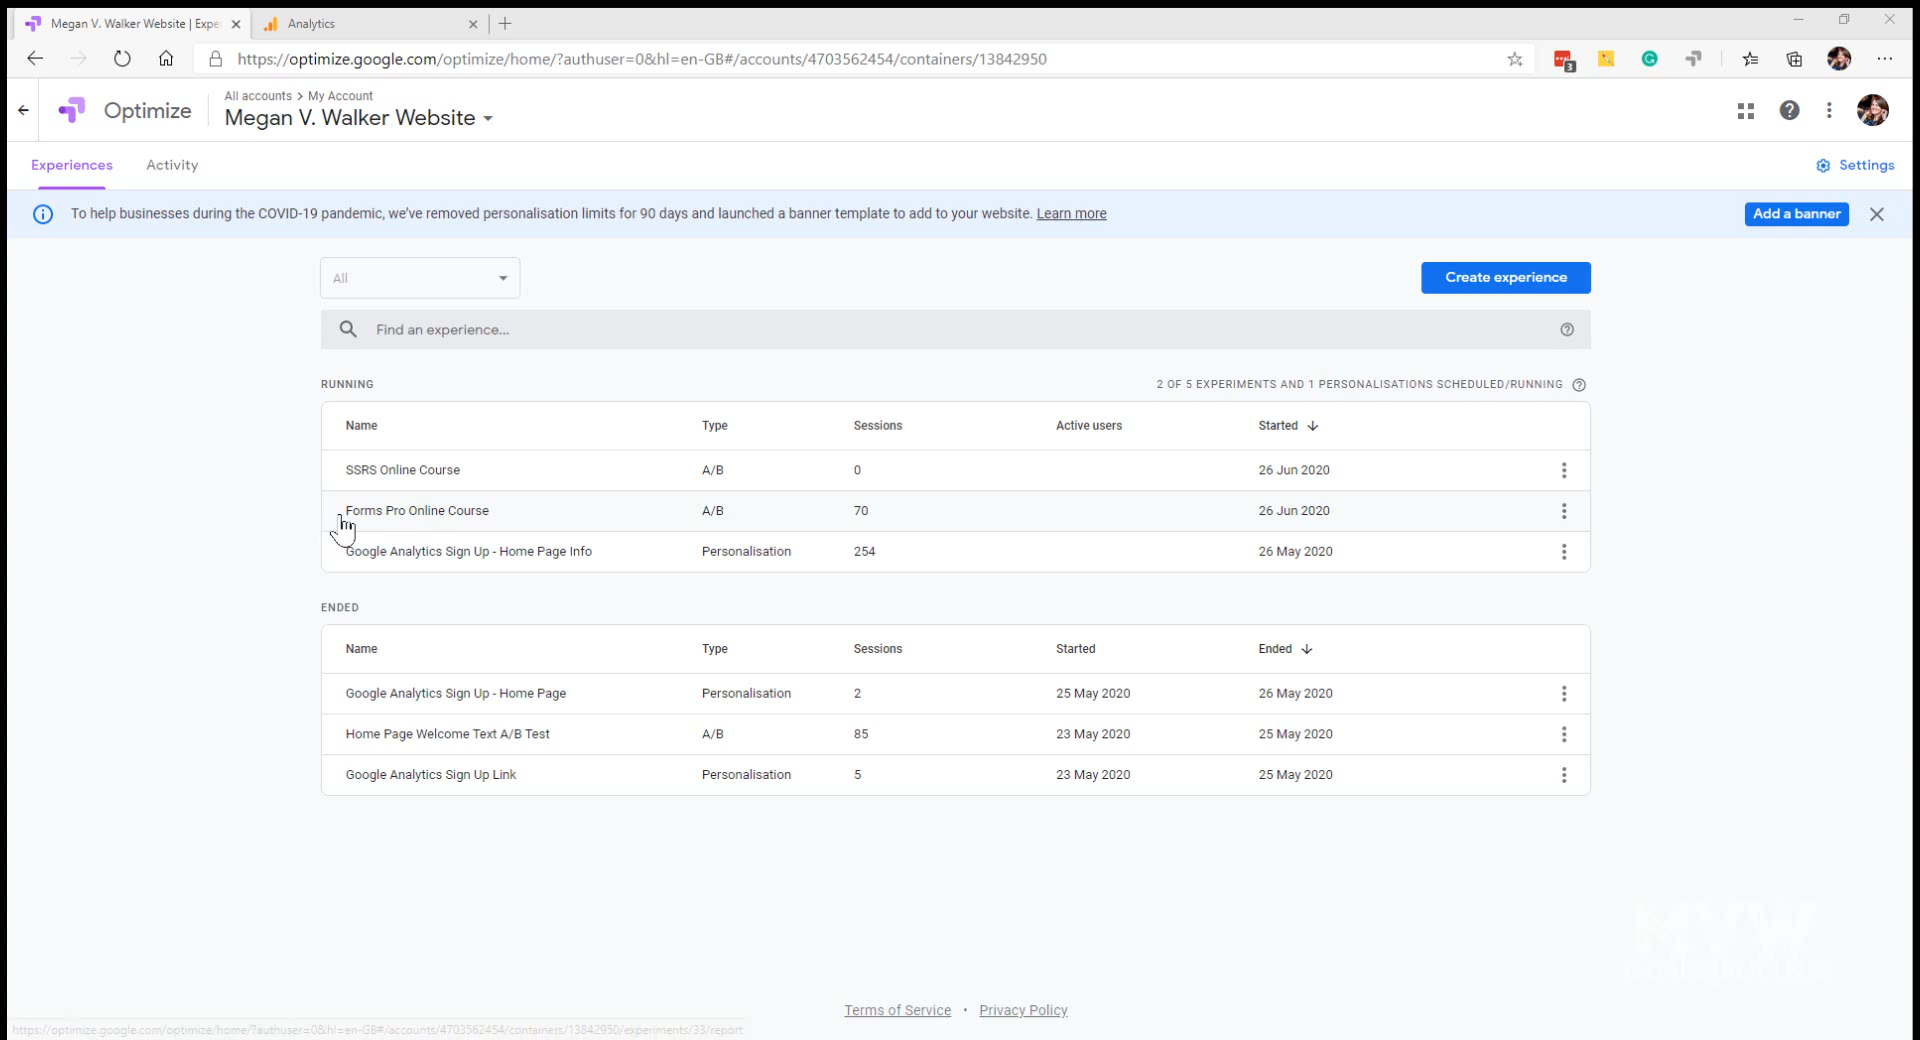 Megan V. Walker Website | Expe
Analytics
https://optimize.google.com/optimize/home/?authuser=0&hl=en-GB#/accounts/4703562454/containers/13842950
3
Optimize
All accounts > My Account
Megan V. Walker Website
Experiences
Activity
Settings
To help businesses during the COVID-19 pandemic, we've removed personalisation limits for 90 days and launched a banner template to add to your website. Learn more
Add a banner
All
Create experience
Find an experience...
RUNNING
2 OF 5 EXPERIMENTS AND 1 PERSONALISATIONS SCHEDULED/RUNNING
Name Type Sessions Active users Started
SSRS Online Course A/B 0 26 Jun 2020
Forms Pro Online Course A/B 70 26 Jun 2020
Google Analytics Sign Up - Home Page Info Personalisation 254 26 May 2020
ENDED
Name Type Sessions Started Ended
Google Analytics Sign Up - Home Page Personalisation 2 25 May 2020 26 May 2020
Home Page Welcome Text A/B Test A/B 85 23 May 2020 25 May 2020
Google Analytics Sign Up Link Personalisation 5 23 May 2020 25 May 2020
MVW
Terms of Service • Privacy Policy
https://optimize.google.com/optimize/home/?authuser=0&hl=en-GB#/accounts/4703562454/containers/13842950/experiments/33/report